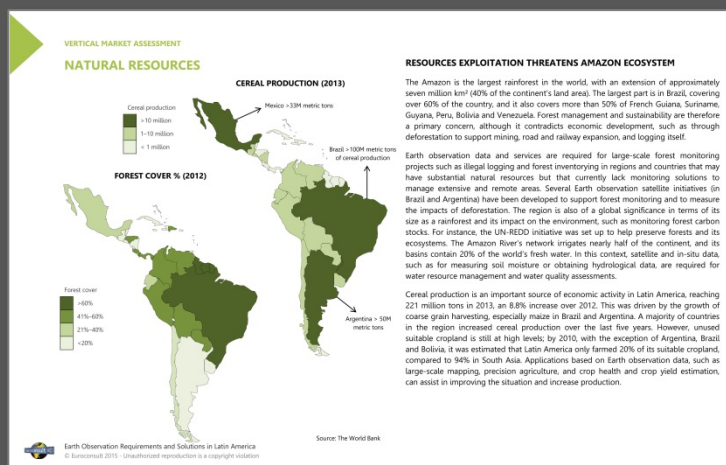 VERTICAL MARKET ASSESSMENT
NATURAL RESOURCES
CEREAL PRODUCTION (2013)
Cereal production
>10 million
1–10 million
< 1 million
Mexico >33M metric tons
Brazil >100M metric tons
of cereal production
Argentina > 50M
metric tons
FOREST COVER % (2012)
Forest cover
>60%
41%–60%
21%–40%
<20%
Source: The World Bank
RESOURCES EXPLOITATION THREATENS AMAZON ECOSYSTEM
The Amazon is the largest rainforest in the world, with an extension of approximately
seven million km² (40% of the continent's land area). The largest part is in Brazil, covering
over 60% of the country, and it also covers more than 50% of French Guiana, Suriname,
Guyana, Peru, Bolivia and Venezuela. Forest management and sustainability are therefore
a primary concern, although it contradicts economic development, such as through
deforestation to support mining, road and railway expansion, and logging itself.
Earth observation data and services are required for large-scale forest monitoring
projects such as illegal logging and forest inventorying in regions and countries that may
have substantial natural resources but that currently lack monitoring solutions to
manage extensive and remote areas. Several Earth observation satellite initiatives (in
Brazil and Argentina) have been developed to support forest monitoring and to measure
the impacts of deforestation. The region is also of a global significance in terms of its
size as a rainforest and its impact on the environment, such as monitoring forest carbon
stocks. For instance, the UN-REDD initiative was set up to help preserve forests and its
ecosystems. The Amazon River's network irrigates nearly half of the continent, and its
basins contain 20% of the world's fresh water. In this context, satellite and in-situ data,
such as for measuring soil moisture or obtaining hydrological data, are required for
water resource management and water quality assessments.
Cereal production is an important source of economic activity in Latin America, reaching
221 million tons in 2013, an 8.8% increase over 2012. This was driven by the growth of
coarse grain harvesting, especially maize in Brazil and Argentina. A majority of countries
in the region increased cereal production over the last five years. However, unused
suitable cropland is still at high levels; by 2010, with the exception of Argentina, Brazil
and Bolivia, it was estimated that Latin America only farmed 20% of its suitable cropland,
compared to 94% in South Asia. Applications based on Earth observation data, such as
large-scale mapping, precision agriculture, and crop health and crop yield estimation,
can assist in improving the situation and increase production.
Earth Observation Requirements and Solutions in Latin America
© Euroconsult 2015 - Unauthorized reproduction is a copyright violation